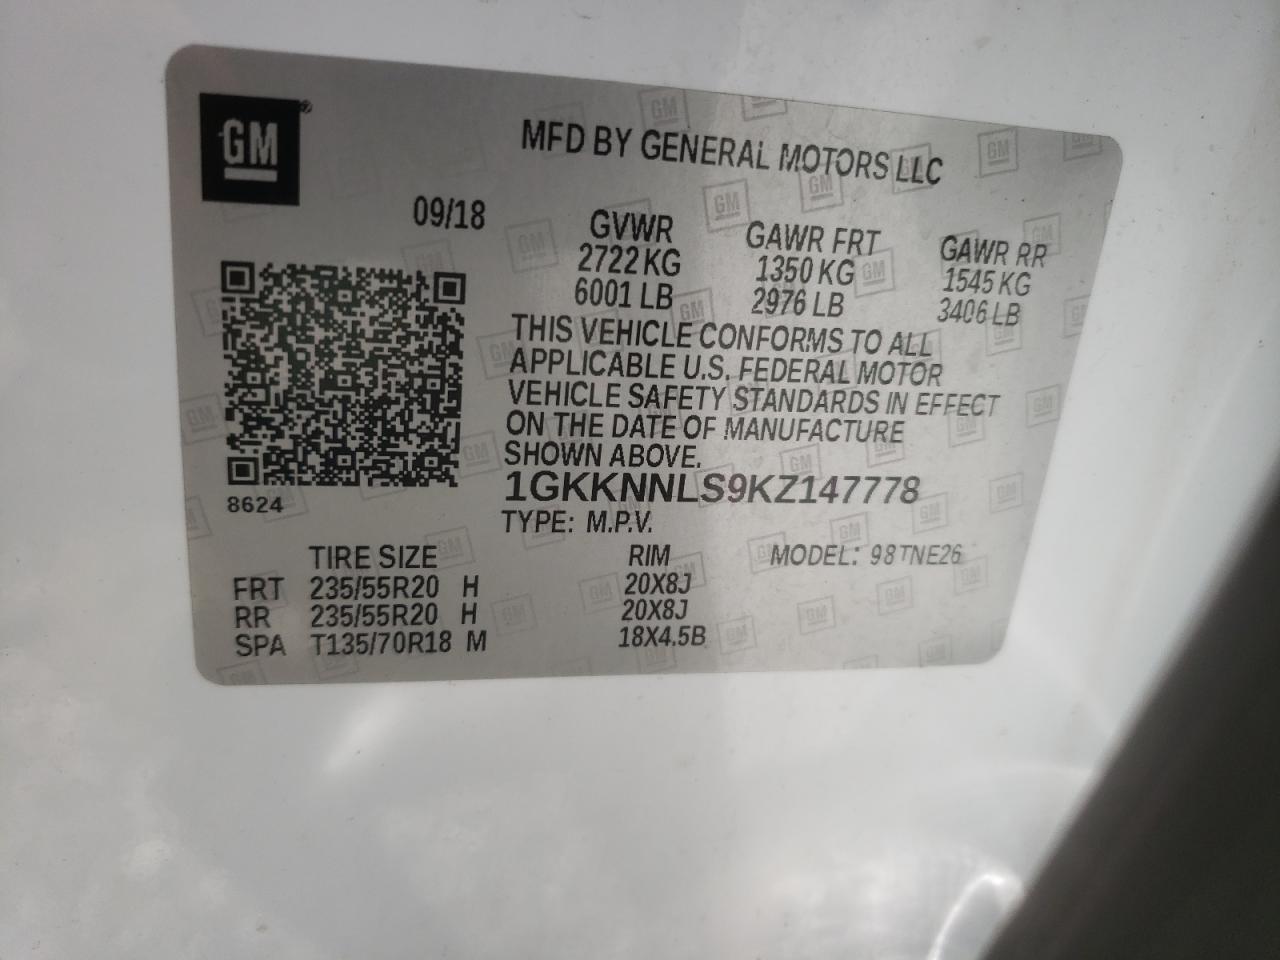 GM
MFD BY GENERAL MOTORS LLC
09/18
GVWR
2722 KG
6001 LB
GAWR FRT
1350 KG
2976 LB
GAWR RR
1545 KG
3406 LB
THIS VEHICLE CONFORMS TO ALL
APPLICABLE U.S. FEDERAL MOTOR
VEHICLE SAFETY STANDARDS IN EFFECT
ON THE DATE OF MANUFACTURE
SHOWN ABOVE.
1GKKNNLS9KZ147778
8624
TYPE: M.P.V.
TIRE SIZE RIM MODEL: 98TNE26
FRT 235/55R20 H 20X8J
RR 235/55R20 H 20X8J
SPA T135/70R18 M 18X4.5B